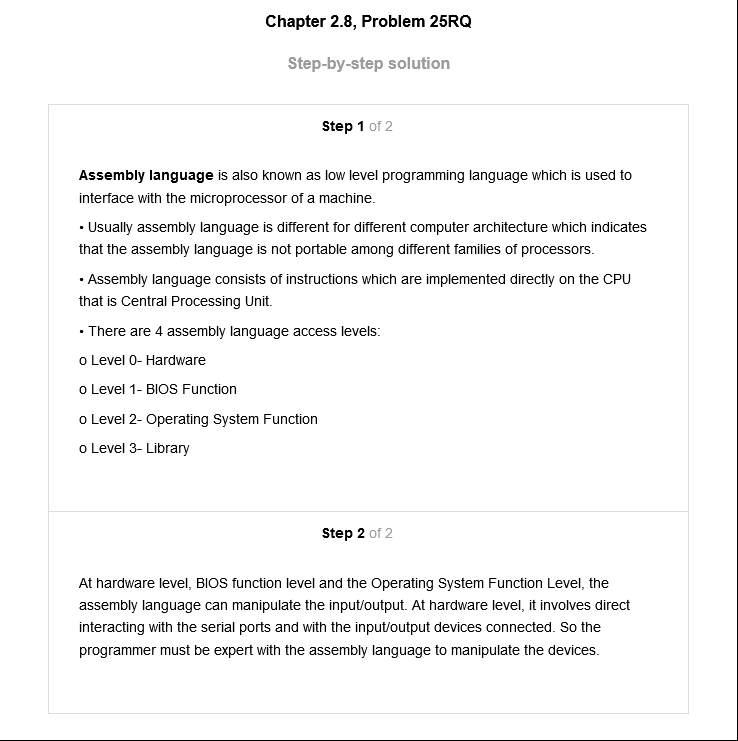 Chapter 2.8, Problem 25RQ
Step-by-step solution
Step 1 of 2
Assembly language is also known as low level programming language which is used to
interface with the microprocessor of a machine.
• Usually assembly language is different for different computer architecture which indicates
that the assembly language is not portable among different families of processors.
• Assembly language consists of instructions which are implemented directly on the CPU
that is Central Processing Unit.
• There are 4 assembly language access levels:
o Level 0- Hardware
o Level 1- BIOS Function
o Level 2- Operating System Function
o Level 3- Library
Step 2 of 2
At hardware level, BIOS function level and the Operating System Function Level, the
assembly language can manipulate the input/output. At hardware level, it involves direct
interacting with the serial ports and with the input/output devices connected. So the
programmer must be expert with the assembly language to manipulate the devices.